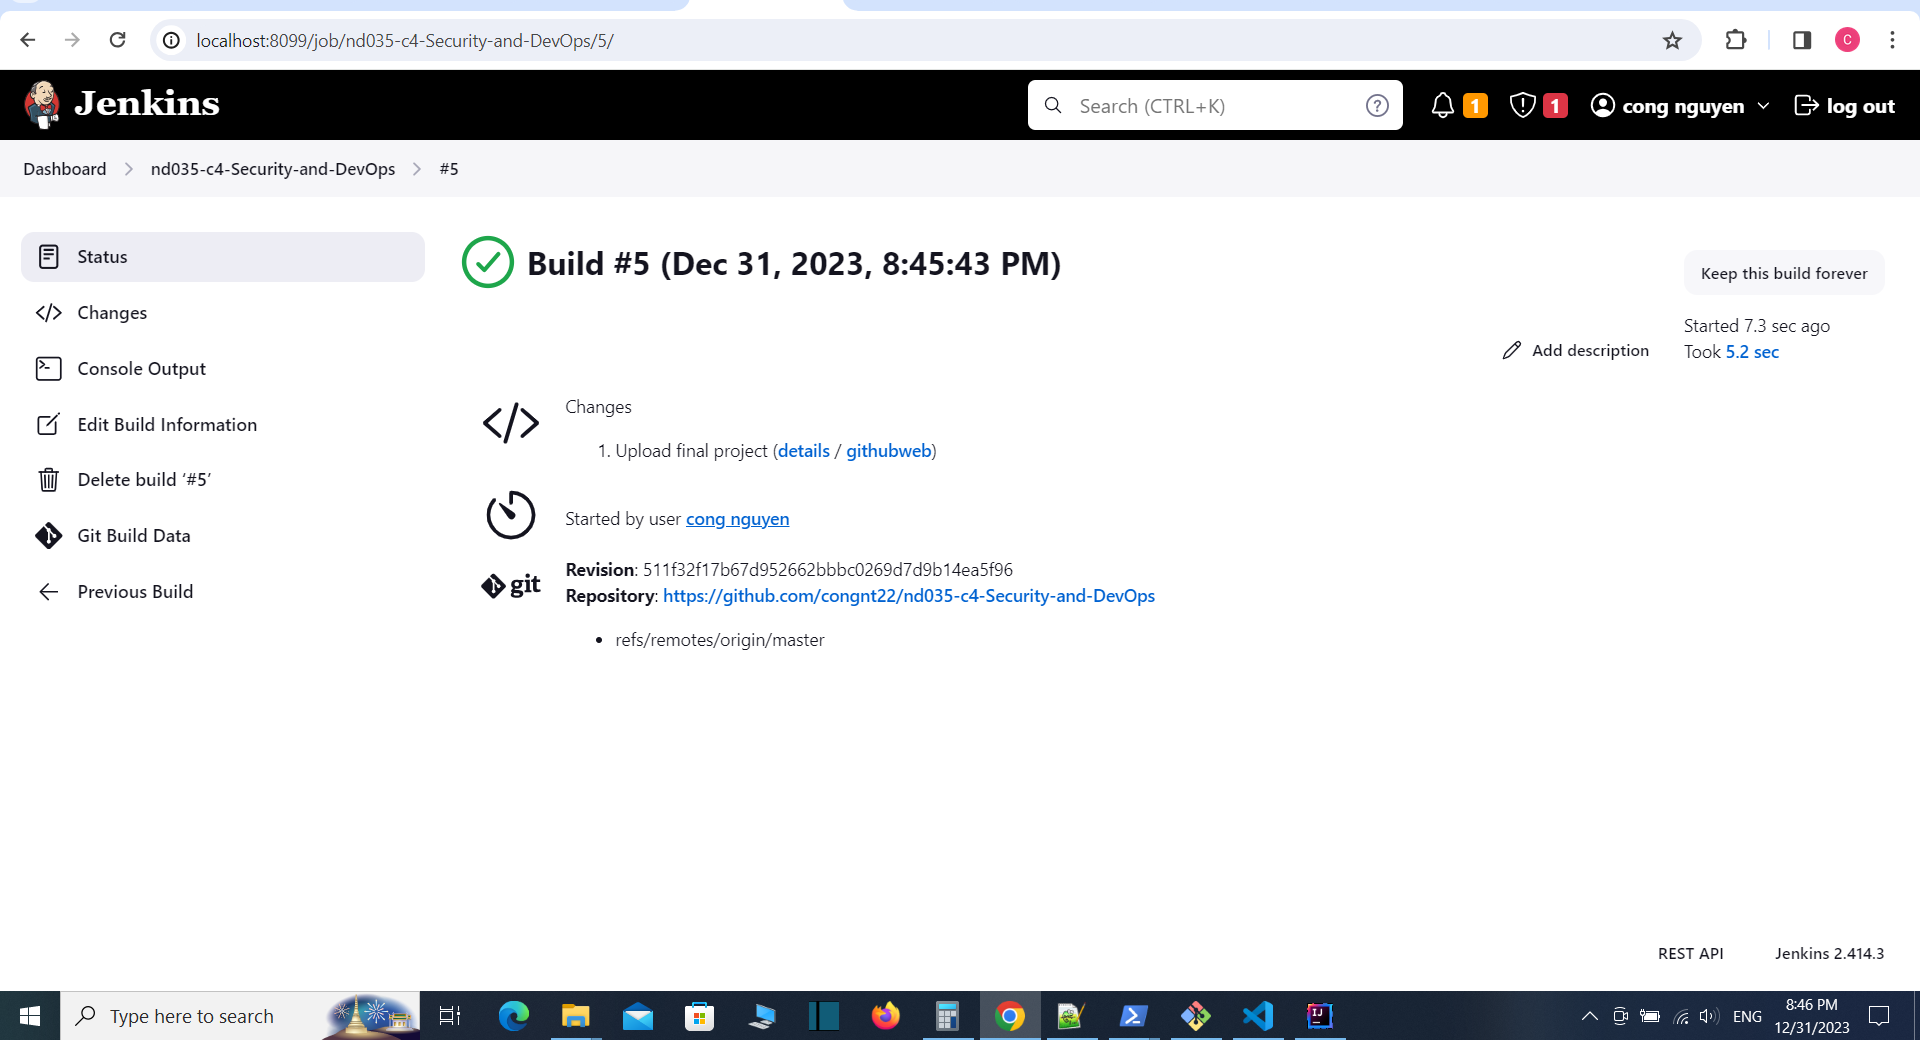 localhost:8099/job/nd035-c4-Security-and-DevOps/5/
C
Jenkins
Search (CTRL+K)
?
1
1
cong nguyen
log out
Dashboard
nd035-c4-Security-and-DevOps
#5
Status
Changes
Console Output
Edit Build Information
Delete build ‘#5’
Git Build Data
Previous Build
Build #5 (Dec 31, 2023, 8:45:43 PM)
Keep this build forever
Started 7.3 sec ago
Took 5.2 sec
Add description
Changes
1. Upload final project (details / githubweb)
Started by user cong nguyen
git
Revision: 511f32f17b67d952662bbbc0269d7d9b14ea5f96
Repository: https://github.com/congnt22/nd035-c4-Security-and-DevOps
• refs/remotes/origin/master
REST API
Jenkins 2.414.3
Type here to search
IJ
ENG
8:46 PM
12/31/2023